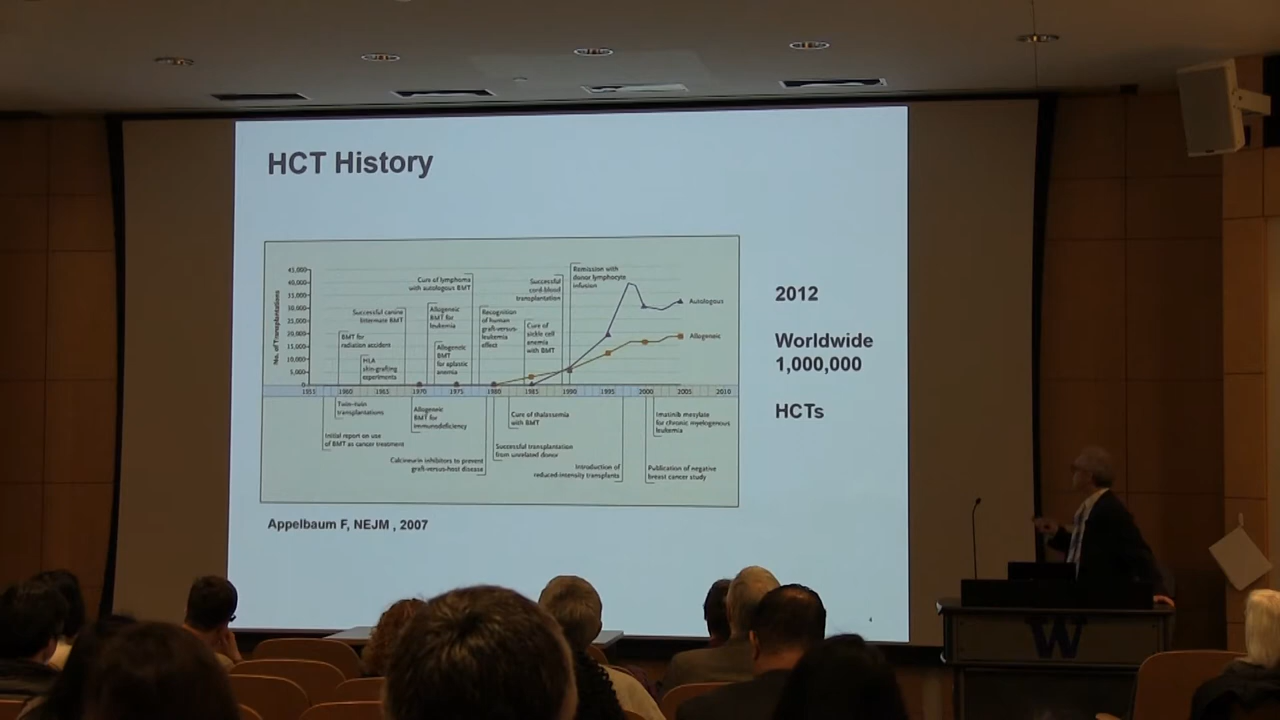 HCT History
45,000
40,000
35,000
30,000
25,000
20,000
15,000
10,000
5,000
0
No. of Transplantations
Cure of lymphoma
with autologous BMT
Successful
cord-blood
transplantation
Remission with
donor lymphocyte
infusion
Successful canine
littermate BMT
Allogeneic
BMT for
leukemia
Recognition
of human
graft-versus-
leukemia
effect
Cure of
sickle cell
anemia
with BMT
BMT for
radiation accident
HLA
skin-grafting
experiments
Allogeneic
BMT
for aplastic
anemia
Autologous
Allogeneic
1955 1960 1965 1970 1975 1980 1985 1990 1995 2000 2005 2010
Twin-twin
transplantations
Allogeneic
BMT for
immunodeficiency
Cure of thalassemia
with BMT
Imatinib mesylate
for chronic myelogenous
leukemia
Initial report on use
of BMT as cancer treatment
Successful transplantation
from unrelated donor
Calcineurin inhibitors to prevent
graft-versus-host disease
Introduction of
reduced-intensity transplants
Publication of negative
breast cancer study
2012
Worldwide
1,000,000
HCTs
Appelbaum F, NEJM , 2007
W